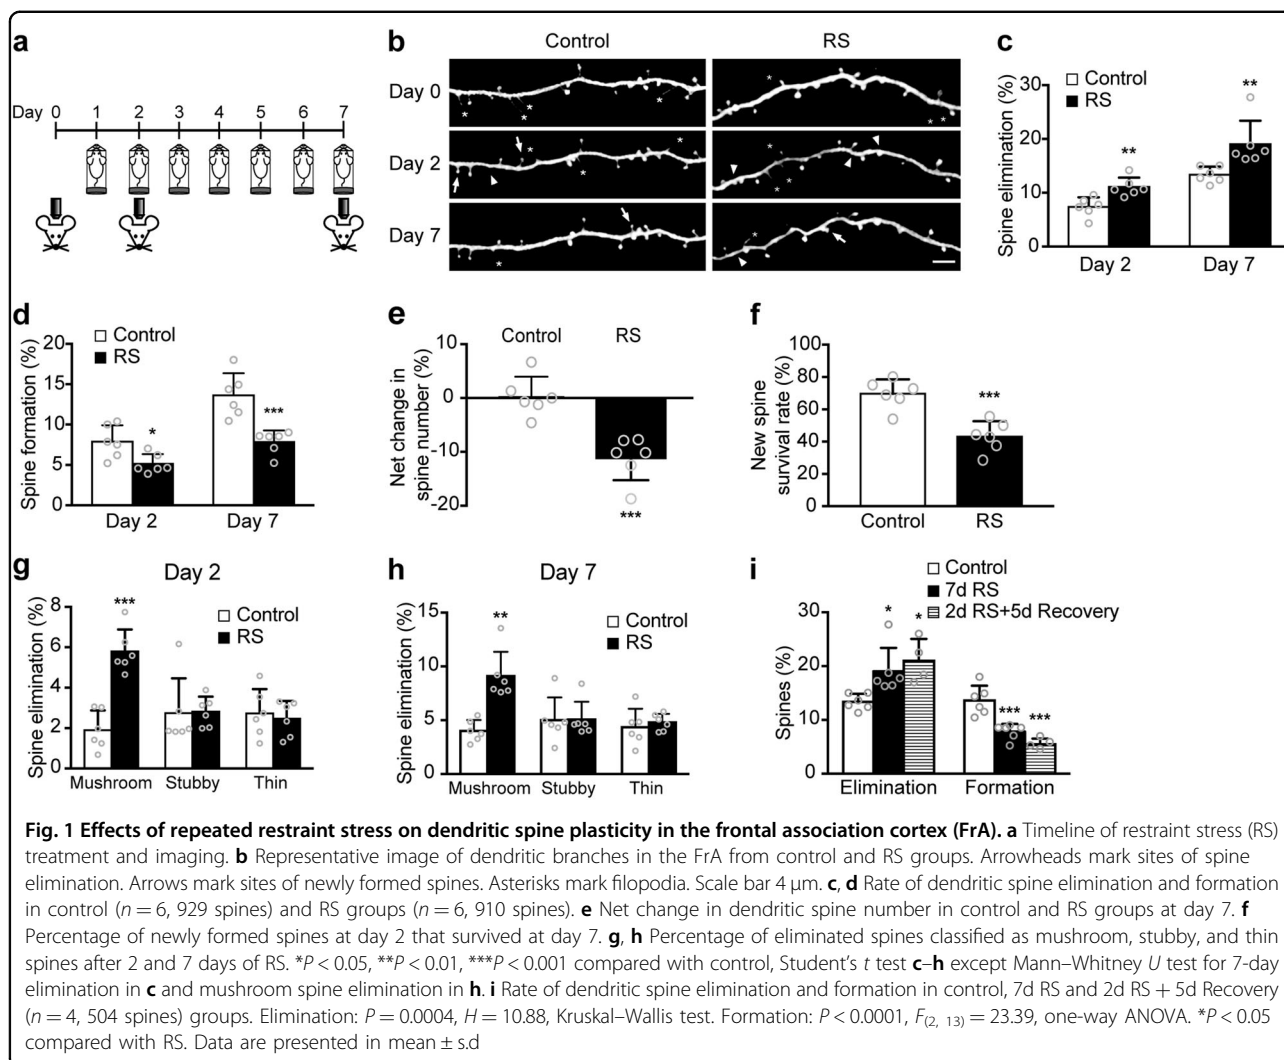 a
Day 0 1 2 3 4 5 6 7
b
Control RS
Day 0
Day 2
Day 7
* * * * * * *
* * * * *
* * * *
c
Spine elimination (%)
Control
RS
30
20
10
0
**
**
Day 2 Day 7
d
Spine formation (%)
Control
RS
20
15
10
5
0
*
***
Day 2 Day 7
e
Net change in
spine number (%)
Control RS
10
0
-10
-20
***
f
New spine
survival rate (%)
100
80
60
40
20
0
***
Control RS
g
Day 2
Spine elimination (%)
Control
RS
8
6
4
2
0
***
Mushroom Stubby Thin
h
Day 7
Spine elimination (%)
Control
RS
15
10
5
0
**
Mushroom Stubby Thin
i
Control
7d RS
2d RS+5d Recovery
Spines (%)
30
20
10
0
* *
*** ***
Elimination Formation
Fig. 1 Effects of repeated restraint stress on dendritic spine plasticity in the frontal association cortex (FrA). a Timeline of restraint stress (RS)
treatment and imaging. b Representative image of dendritic branches in the FrA from control and RS groups. Arrowheads mark sites of spine
elimination. Arrows mark sites of newly formed spines. Asterisks mark filopodia. Scale bar 4 μm. c, d Rate of dendritic spine elimination and formation
in control (n = 6, 929 spines) and RS groups (n = 6, 910 spines). e Net change in dendritic spine number in control and RS groups at day 7. f
Percentage of newly formed spines at day 2 that survived at day 7. g, h Percentage of eliminated spines classified as mushroom, stubby, and thin
spines after 2 and 7 days of RS. *P < 0.05, **P < 0.01, ***P < 0.001 compared with control, Student's t test c–h except Mann–Whitney U test for 7-day
elimination in c and mushroom spine elimination in h. i Rate of dendritic spine elimination and formation in control, 7d RS and 2d RS + 5d Recovery
(n = 4, 504 spines) groups. Elimination: P = 0.0004, H = 10.88, Kruskal–Wallis test. Formation: P < 0.0001, F(2, 13) = 23.39, one-way ANOVA. *P < 0.05
compared with RS. Data are presented in mean ± s.d